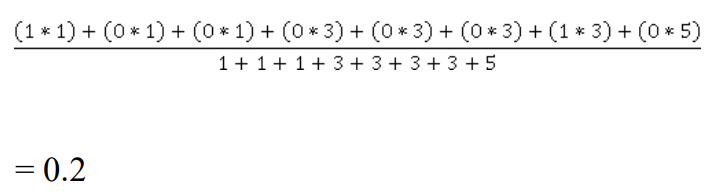 (1 * 1) + (0 * 1) + (0 * 1) + (0 * 3) + (0 * 3) + (0 * 3) + (1 * 3) + (0 * 5)
1 + 1 + 1 + 3 + 3 + 3 + 3 + 5
= 0.2